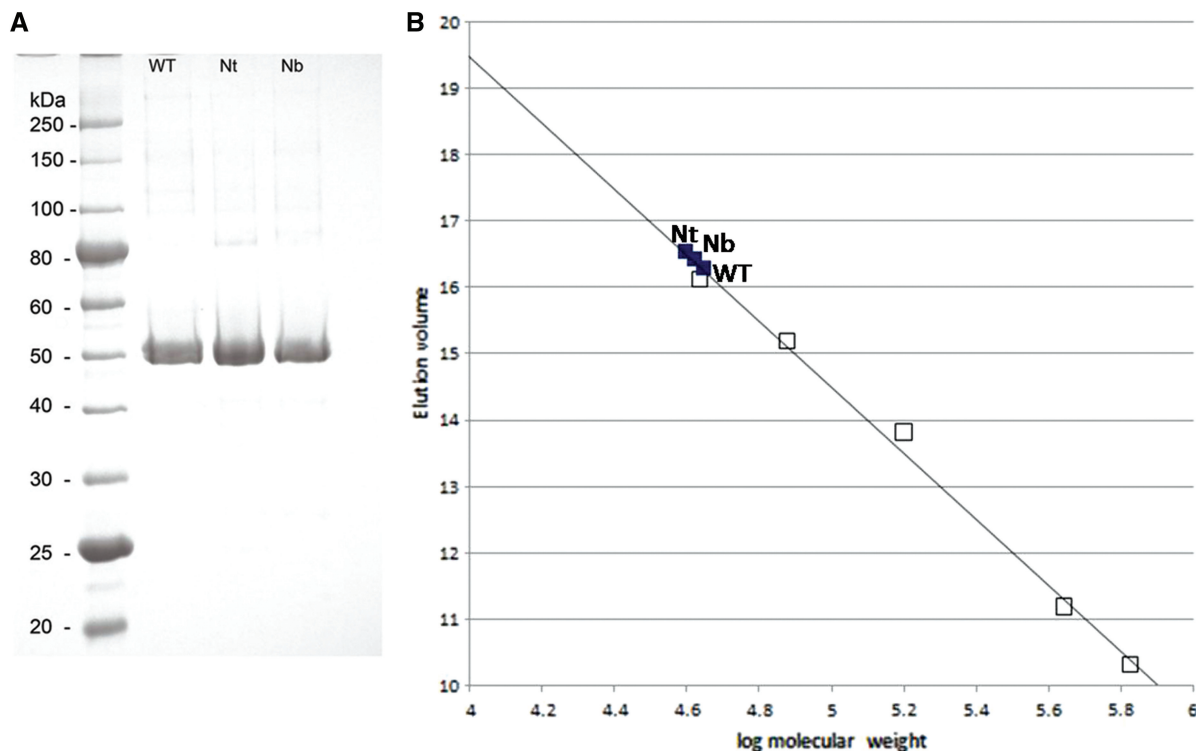 A
WT Nt Nb
kDa
250 -
150 -
100 -
80 -
60 -
50 -
40 -
30 -
25 -
20 -
B
20
19
18
17
16
15
14
13
12
11
10
Elution volume
Nt
Nb
WT
4 4.2 4.4 4.6 4.8 5 5.2 5.4 5.6 5.8 6
log molecular weight